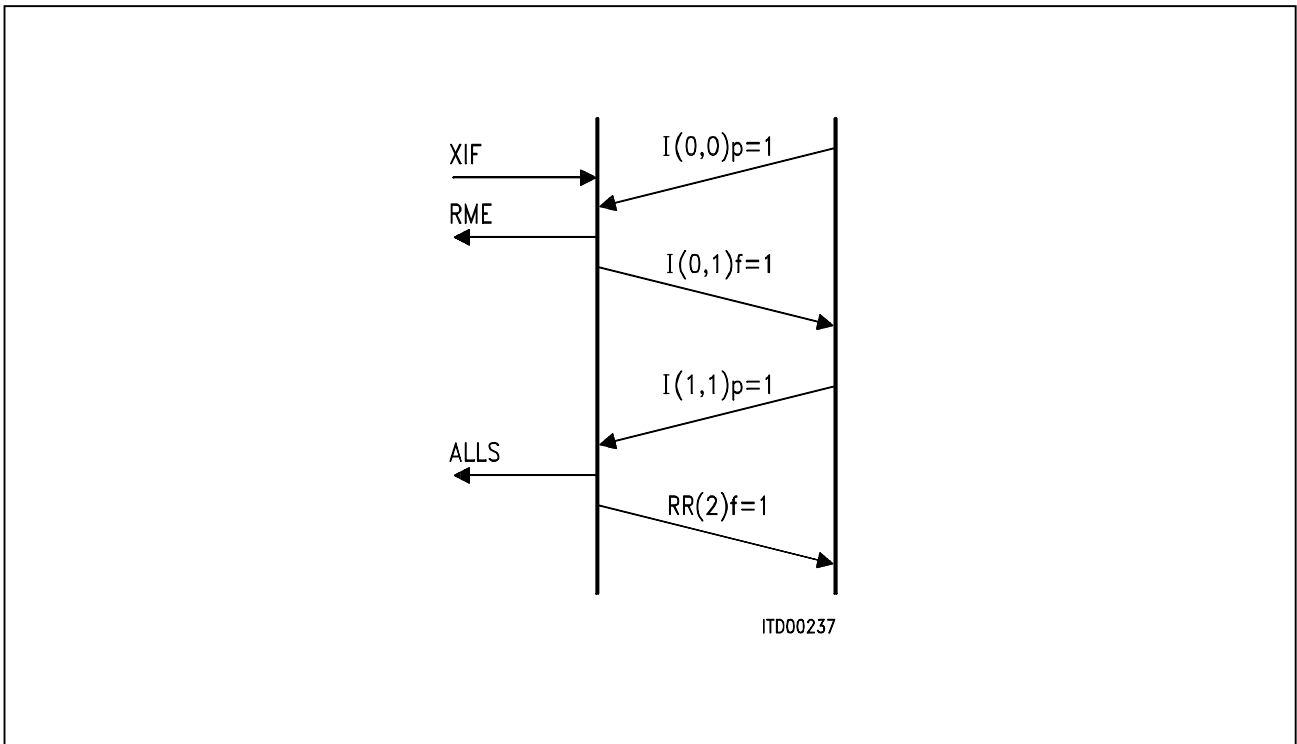 I(0,0)p=1
XIF
RME
I(0,1)f=1
I(1,1)p=1
ALLS
RR(2)f=1
ITD00237